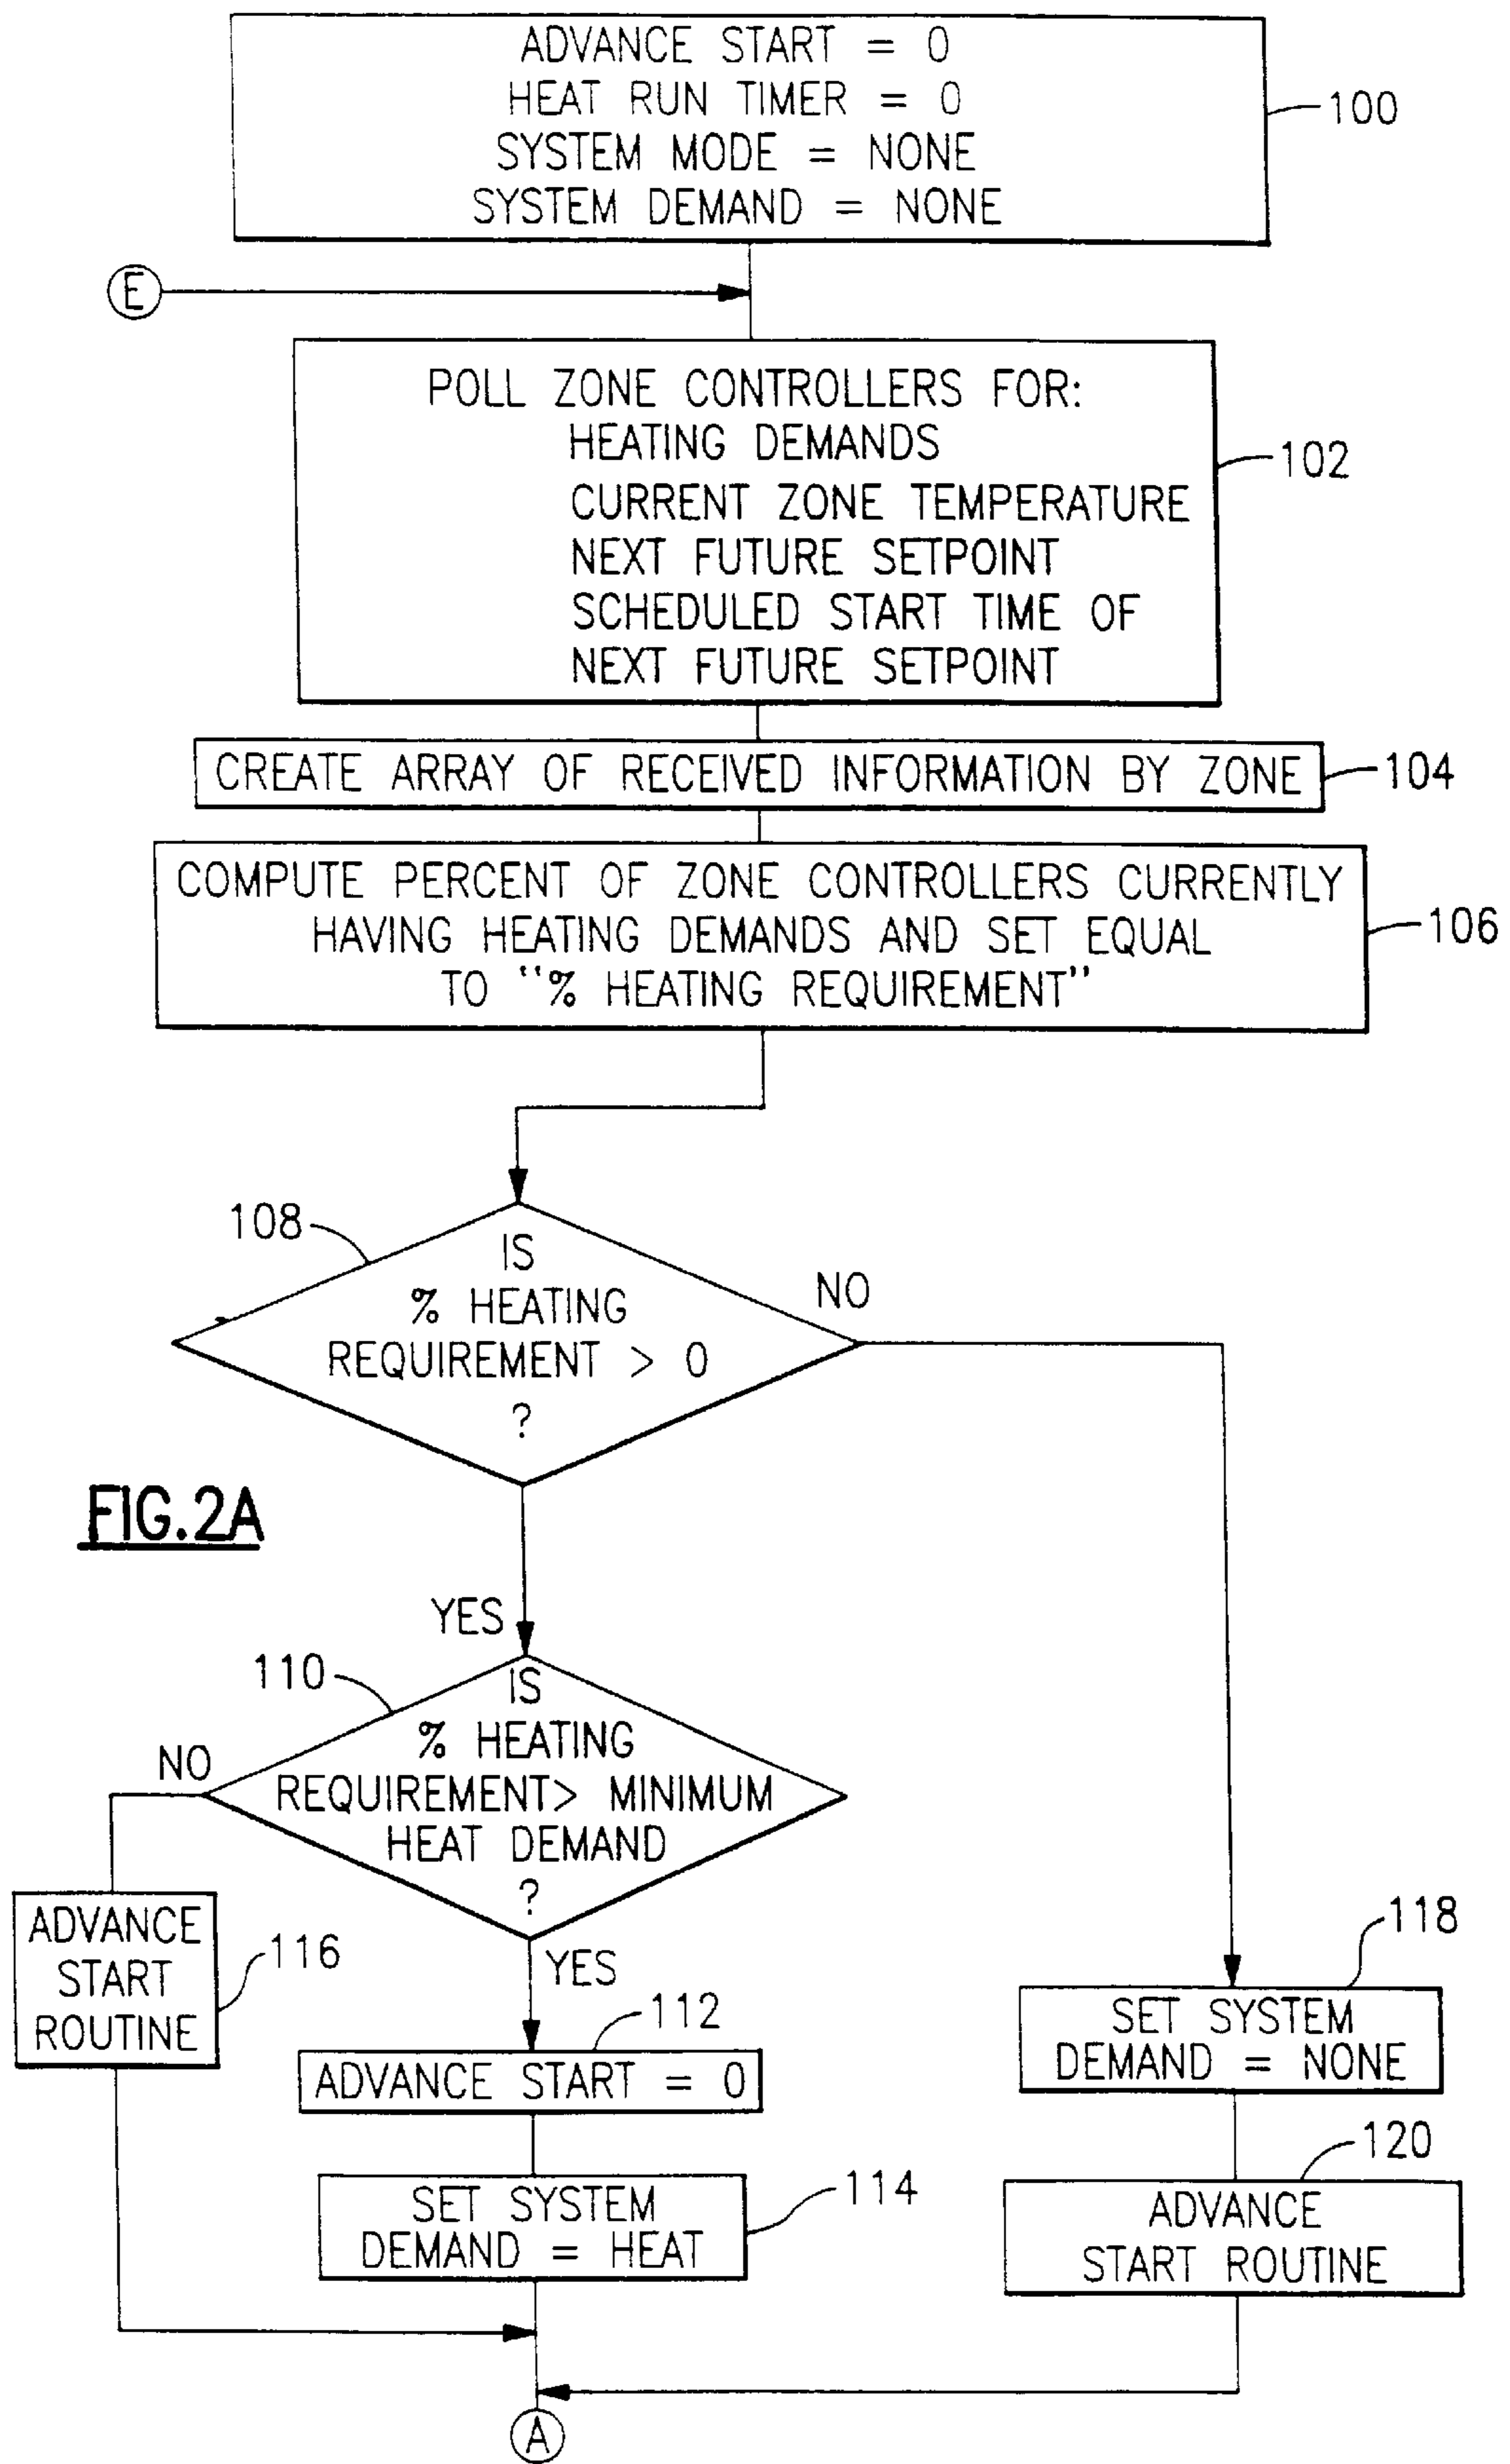 ADVANCE START = 0
HEAT RUN TIMER = 0
SYSTEM MODE = NONE
SYSTEM DEMAND = NONE
100
E
POLL ZONE CONTROLLERS FOR:
HEATING DEMANDS
CURRENT ZONE TEMPERATURE
NEXT FUTURE SETPOINT
SCHEDULED START TIME OF
NEXT FUTURE SETPOINT
102
CREATE ARRAY OF RECEIVED INFORMATION BY ZONE
104
COMPUTE PERCENT OF ZONE CONTROLLERS CURRENTLY
HAVING HEATING DEMANDS AND SET EQUAL
TO "% HEATING REQUIREMENT"
106
108
IS
% HEATING
REQUIREMENT > 0
?
NO
FIG.2A
YES
110
IS
% HEATING
REQUIREMENT> MINIMUM
HEAT DEMAND
?
NO
YES
ADVANCE
START
ROUTINE
116
112
ADVANCE START = 0
SET SYSTEM
DEMAND = HEAT
114
118
SET SYSTEM
DEMAND = NONE
120
ADVANCE
START ROUTINE
A